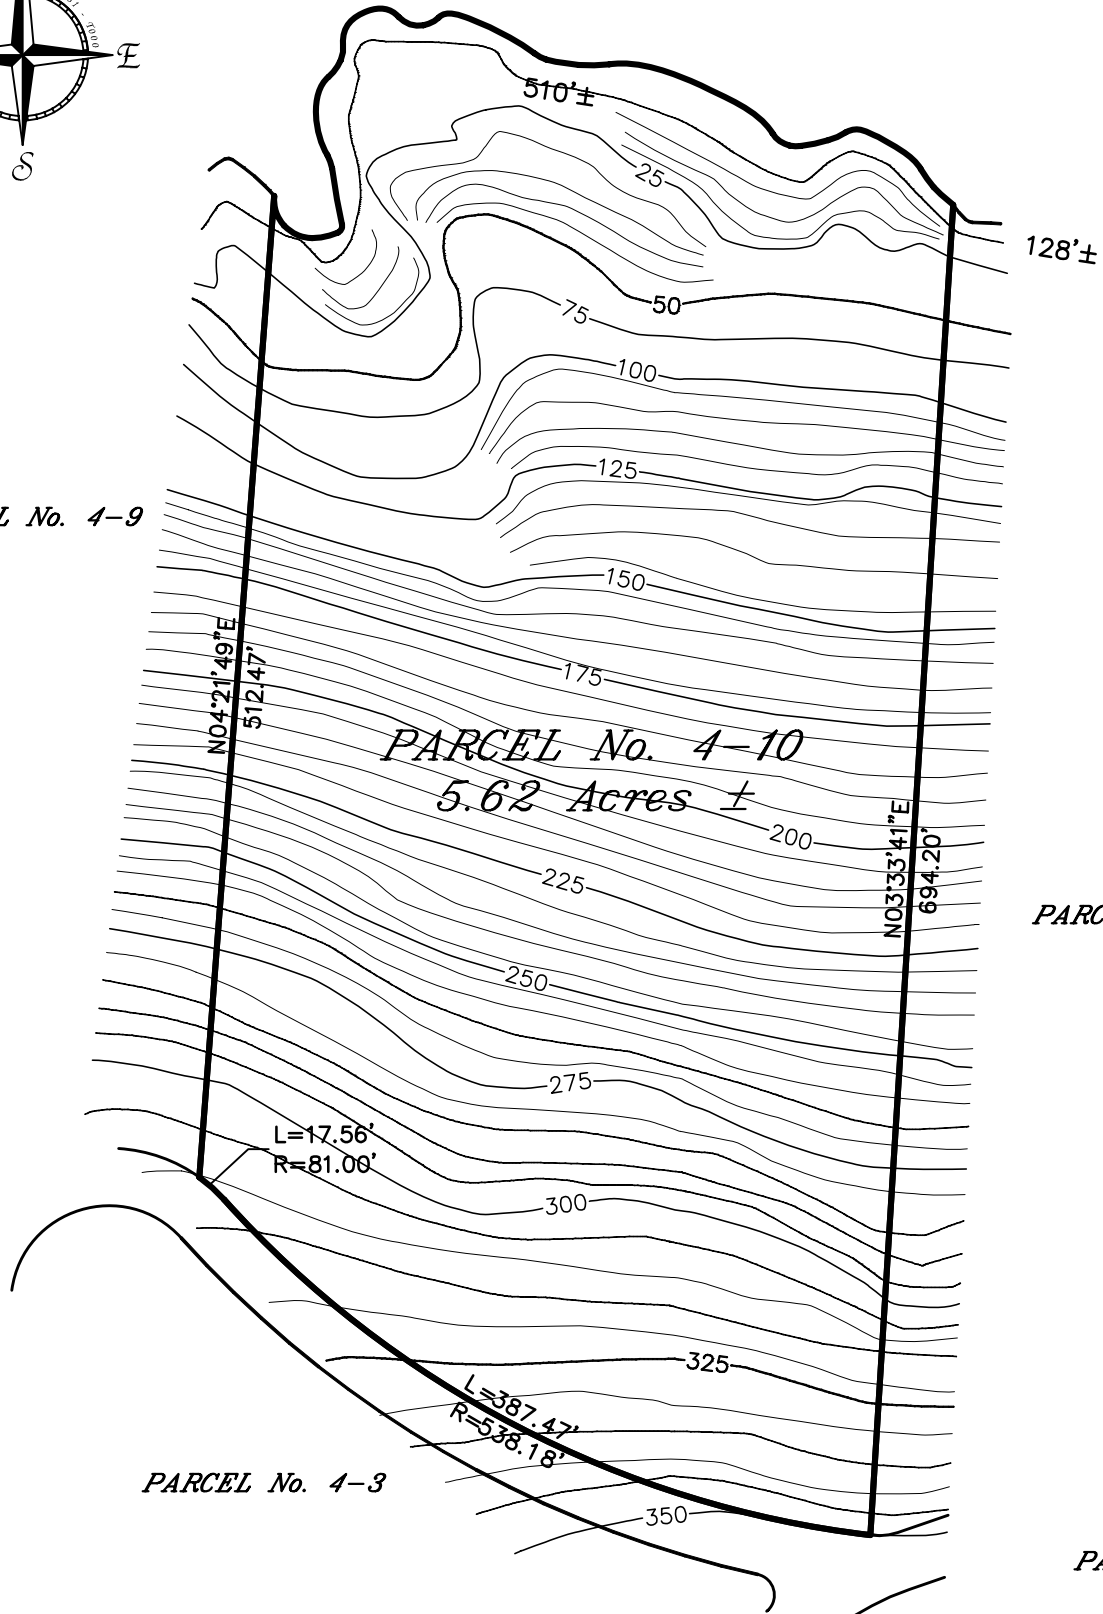 E
S
510'±
25
128'±
50
75
100
125
L No. 4-9
150
N04°21'49"E
512.47'
175
PARCEL No. 4-10
5.62 Acres ±
200
N03°33'41"E
694.20'
225
PARC
250
275
L=17.56'
R=81.00'
300
325
L=387.47'
R=538.18'
PARCEL No. 4-3
350
PA